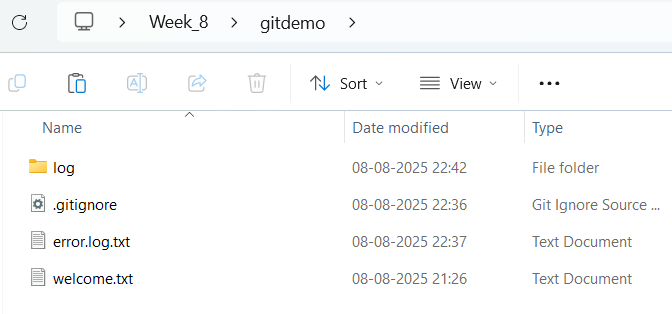 Week_8 gitdemo
Sort View
Name Date modified Type
log 08-08-2025 22:42 File folder
.gitignore 08-08-2025 22:36 Git Ignore Source ...
error.log.txt 08-08-2025 22:37 Text Document
welcome.txt 08-08-2025 21:26 Text Document